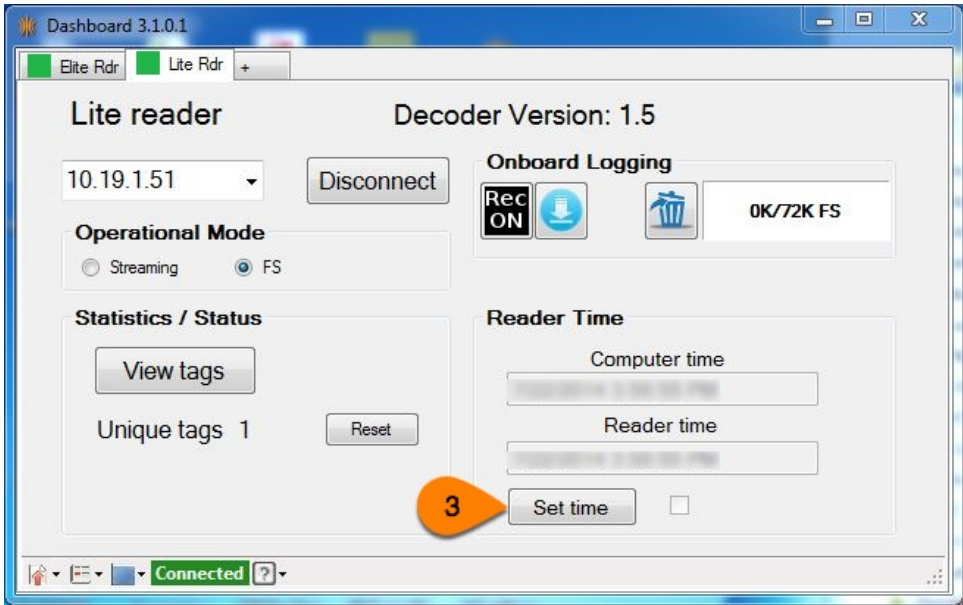 Dashboard 3.1.0.1
Elite Rdr Lite Rdr +
Lite reader
Decoder Version: 1.5
10.19.1.51
Disconnect
Onboard Logging
Rec
ON
0K/72K FS
Operational Mode
Streaming FS
Statistics / Status
View tags
Unique tags 1
Reset
Reader Time
Computer time
Reader time
3
Set time
Connected ?